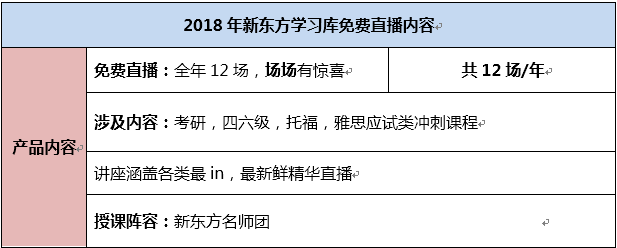 2018 年新东方学习库免费直播内容
产品内容
免费直播：全年 12 场，场场有惊喜
共 12 场/年
涉及内容：考研，四六级，托福，雅思应试类冲刺课程
讲座涵盖各类最 in，最新鲜精华直播
授课阵容：新东方名师团